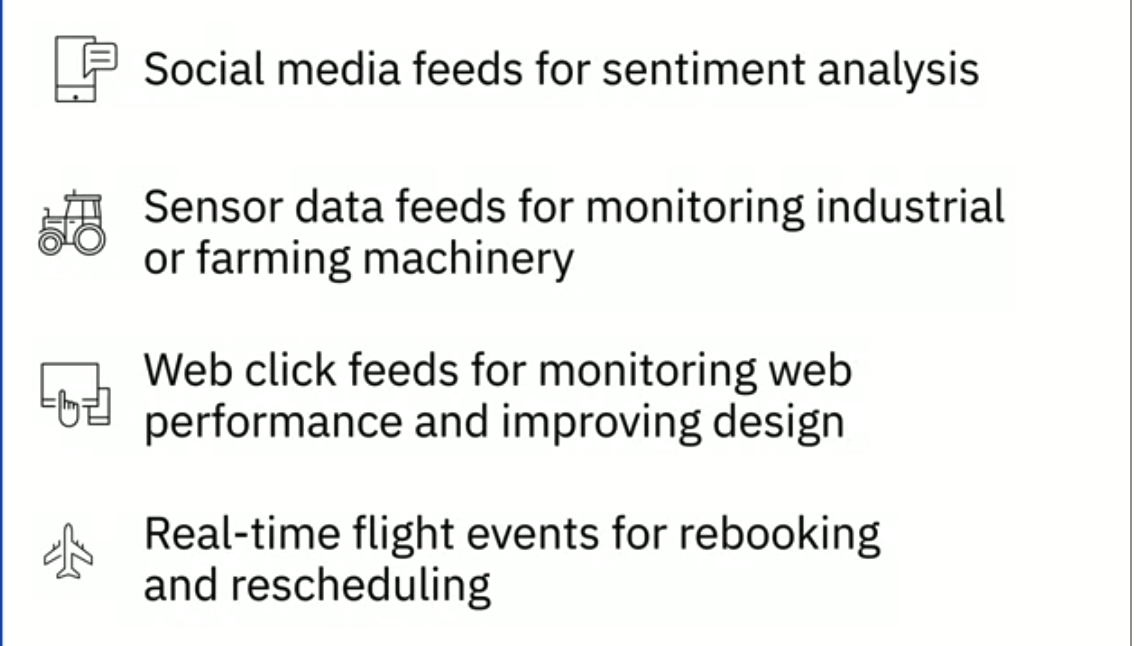 Social media feeds for sentiment analysis
Sensor data feeds for monitoring industrial
or farming machinery
Web click feeds for monitoring web
performance and improving design
Real-time flight events for rebooking
and rescheduling